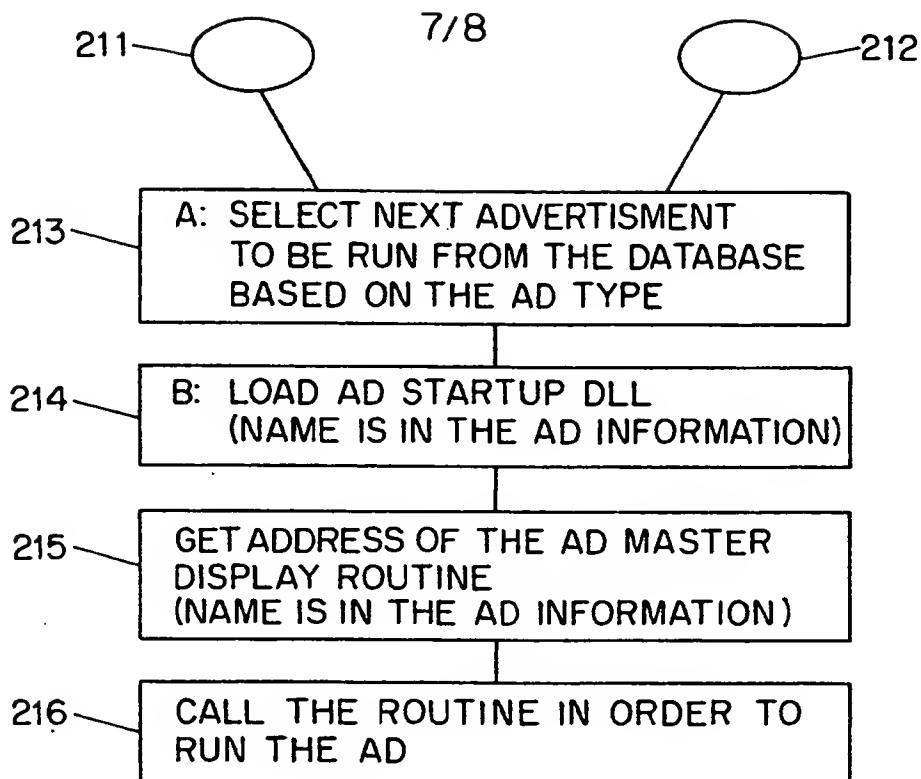 7/8
211
212
213
A: SELECT NEXT ADVERTISMENT
TO BE RUN FROM THE DATABASE
BASED ON THE AD TYPE
214
B: LOAD AD STARTUP DLL
(NAME IS IN THE AD INFORMATION)
215
GET ADDRESS OF THE AD MASTER
DISPLAY ROUTINE
(NAME IS IN THE AD INFORMATION)
216
CALL THE ROUTINE IN ORDER TO
RUN THE AD